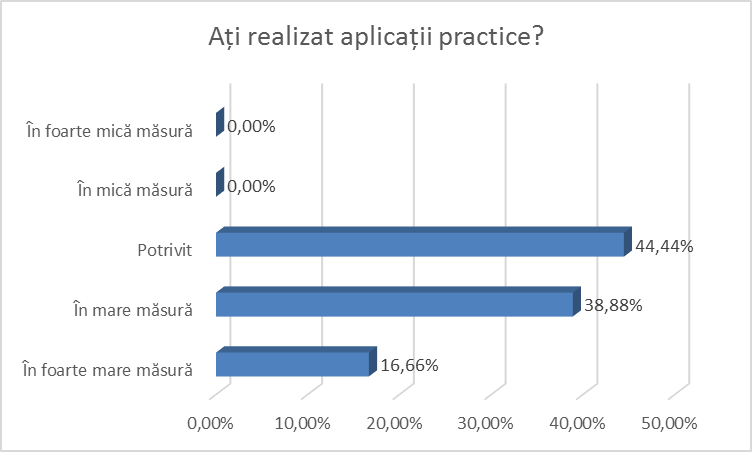 Ați realizat aplicații practice?
În foarte mică măsură 0,00%
În mică măsură 0,00%
Potrivit 44,44%
În mare măsură 38,88%
În foarte mare măsură 16,66%
0,00% 10,00% 20,00% 30,00% 40,00% 50,00%